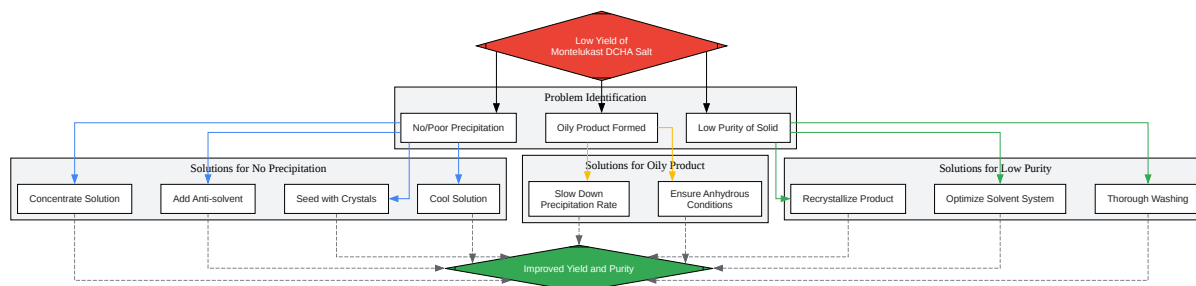 Low Yield of
Montelukast DCHA Salt
Problem Identification
No/Poor Precipitation
Oily Product Formed
Low Purity of Solid
Solutions for No Precipitation
Solutions for Oily Product
Solutions for Low Purity
Concentrate Solution
Add Anti-solvent
Seed with Crystals
Cool Solution
Slow Down
Precipitation Rate
Ensure Anhydrous
Conditions
Recrystallize Product
Optimize Solvent System
Thorough Washing
Improved Yield and Purity